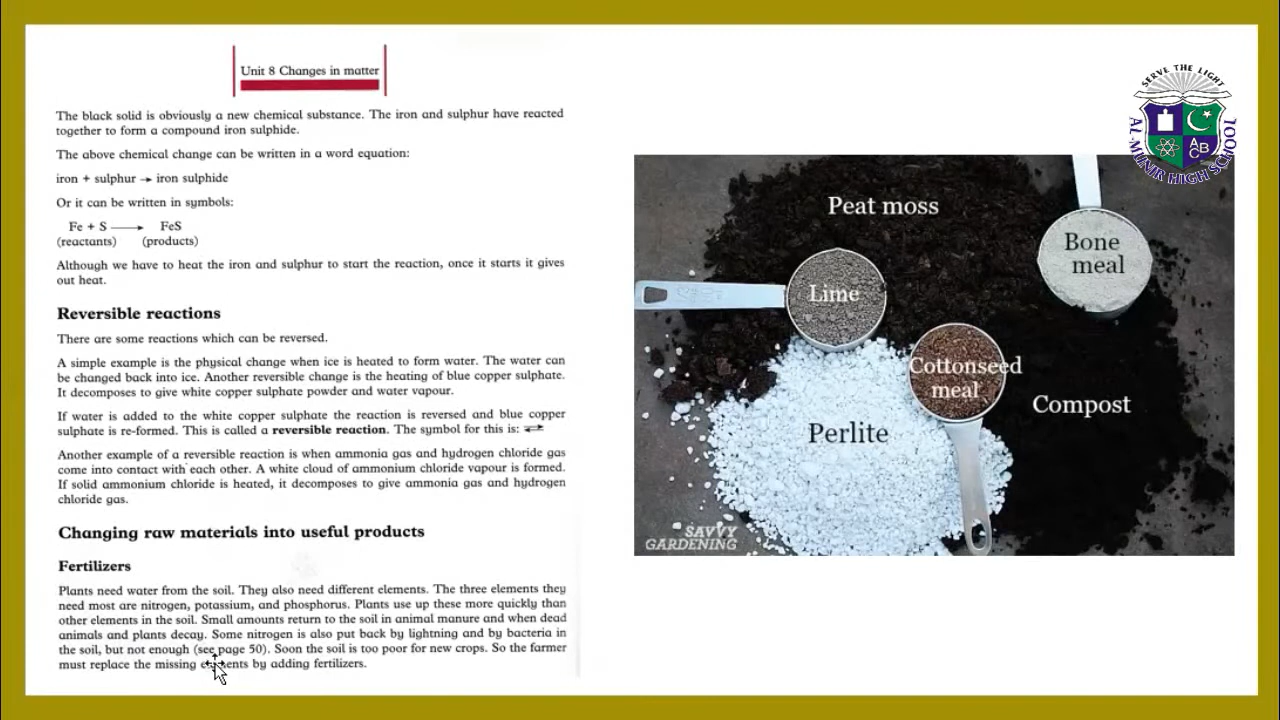 Unit 8 Changes in matter
The black solid is obviously a new chemical substance. The iron and sulphur have reacted
together to form a compound iron sulphide.
The above chemical change can be written in a word equation:
iron + sulphur → iron sulphide
Or it can be written in symbols:
Fe + S ⟶ FeS
(reactants) (products)
Although we have to heat the iron and sulphur to start the reaction, once it starts it gives
out heat.
Reversible reactions
There are some reactions which can be reversed.
A simple example is the physical change when ice is heated to form water. The water can
be changed back into ice. Another reversible change is the heating of blue copper sulphate.
It decomposes to give white copper sulphate powder and water vapour.
If water is added to the white copper sulphate the reaction is reversed and blue copper
sulphate is re-formed. This is called a reversible reaction. The symbol for this is: ⇌
Another example of a reversible reaction is when ammonia gas and hydrogen chloride gas
come into contact with each other. A white cloud of ammonium chloride vapour is formed.
If solid ammonium chloride is heated, it decomposes to give ammonia gas and hydrogen
chloride gas.
Changing raw materials into useful products
Fertilizers
Plants need water from the soil. They also need different elements. The three elements they
need most are nitrogen, potassium, and phosphorus. Plants use up these more quickly than
other elements in the soil. Small amounts return to the soil in animal manure and when dead
animals and plants decay. Some nitrogen is also put back by lightning and by bacteria in
the soil, but not enough (see page 50). Soon the soil is too poor for new crops. So the farmer
must replace the missing elements by adding fertilizers.
SERVE THE LIGHT
ABC
AL-MUNIR HIGH SCHOOL
Peat moss
Bone
meal
Lime
Cottonseed
meal
Compost
Perlite
SAVVY
GARDENING